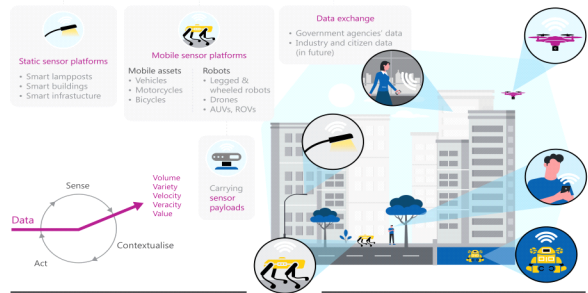 Static sensor platforms
• Smart lampposts
• Smart buildings
• Smart infrastucture
Mobile sensor platforms
Mobile assets
• Vehicles
• Motorcycles
• Bicycles
Robots
• Legged &
wheeled robots
• Drones
• AUVs, ROVs
Data exchange
• Government agencies' data
• Industry and citizen data
(in future)
Carrying
sensor
payloads
Volume
Variety
Velocity
Veracity
Value
Sense
Data
Contextualise
Act